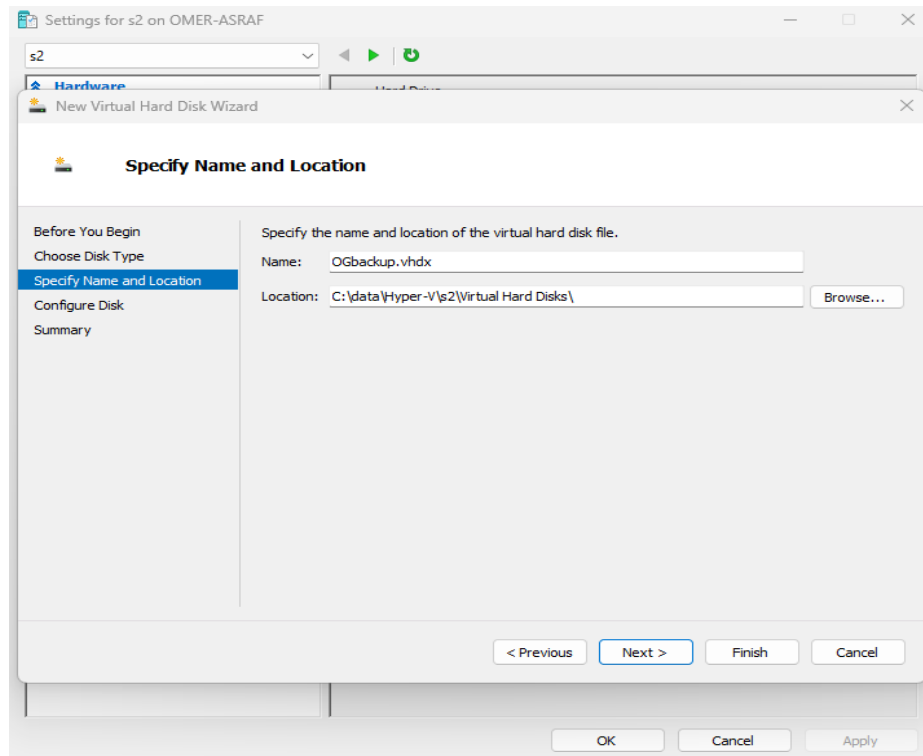 Settings for s2 on OMER-ASRAF
s2
Hardware
Hard Drive
New Virtual Hard Disk Wizard
Specify Name and Location
Before You Begin
Choose Disk Type
Specify Name and Location
Configure Disk
Summary
Specify the name and location of the virtual hard disk file.
Name: OGbackup.vhdx
Location: C:\data\Hyper-V\s2\Virtual Hard Disks\ Browse...
< Previous Next > Finish Cancel
OK Cancel Apply